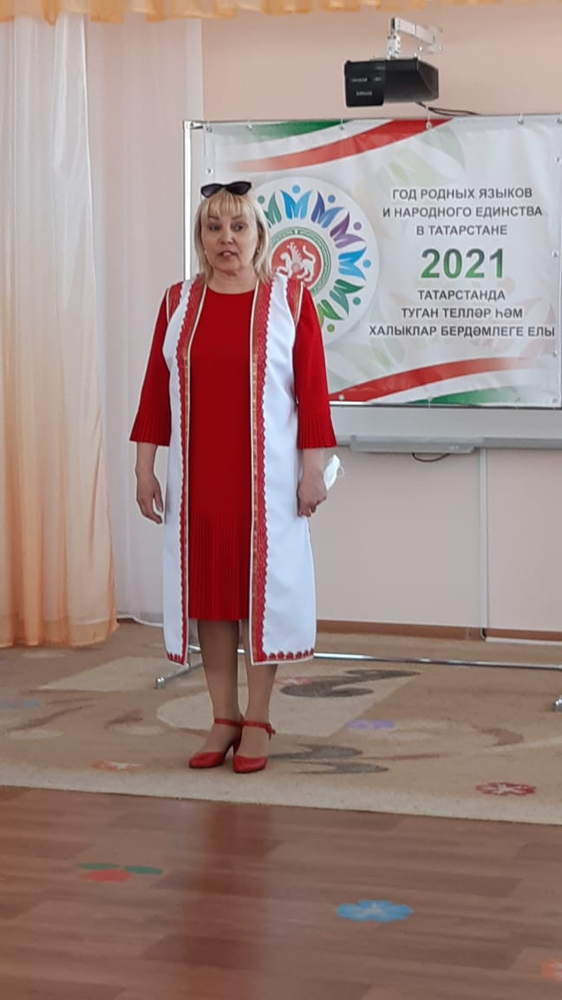 ГОД РОДНЫХ ЯЗЫКОВ
И НАРОДНОГО ЕДИНСТВА
В ТАТАРСТАНЕ
2021
ТАТАРСТАНДА
ТУГАН ТЕЛЛӘР ҺӘМ
ХАЛЫКЛАР БЕРДӘМЛЕГЕ ЕЛЫ